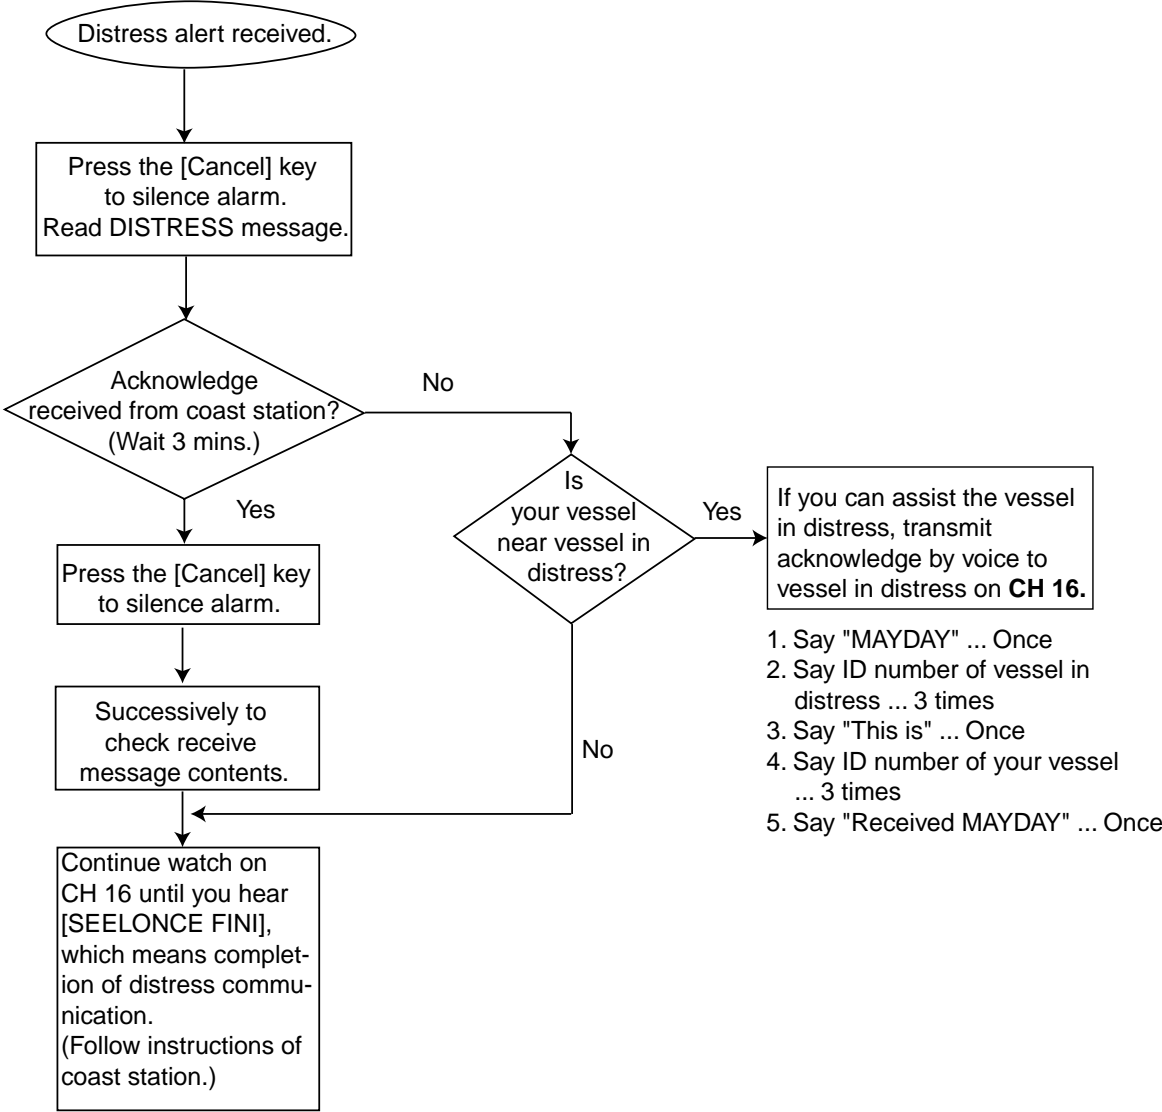 Distress alert received.
Press the [Cancel] key
to silence alarm.
Read DISTRESS message.
Acknowledge
received from coast station?
(Wait 3 mins.)
No
Yes
Press the [Cancel] key
to silence alarm.
Successively to
check receive
message contents.
Is
your vessel
near vessel in
distress?
Yes
No
If you can assist the vessel
in distress, transmit
acknowledge by voice to
vessel in distress on CH 16.
1. Say "MAYDAY" ... Once
2. Say ID number of vessel in
distress ... 3 times
3. Say "This is" ... Once
4. Say ID number of your vessel
... 3 times
5. Say "Received MAYDAY" ... Once
Continue watch on
CH 16 until you hear
[SEELONCE FINI],
which means complet-
ion of distress commu-
nication.
(Follow instructions of
coast station.)